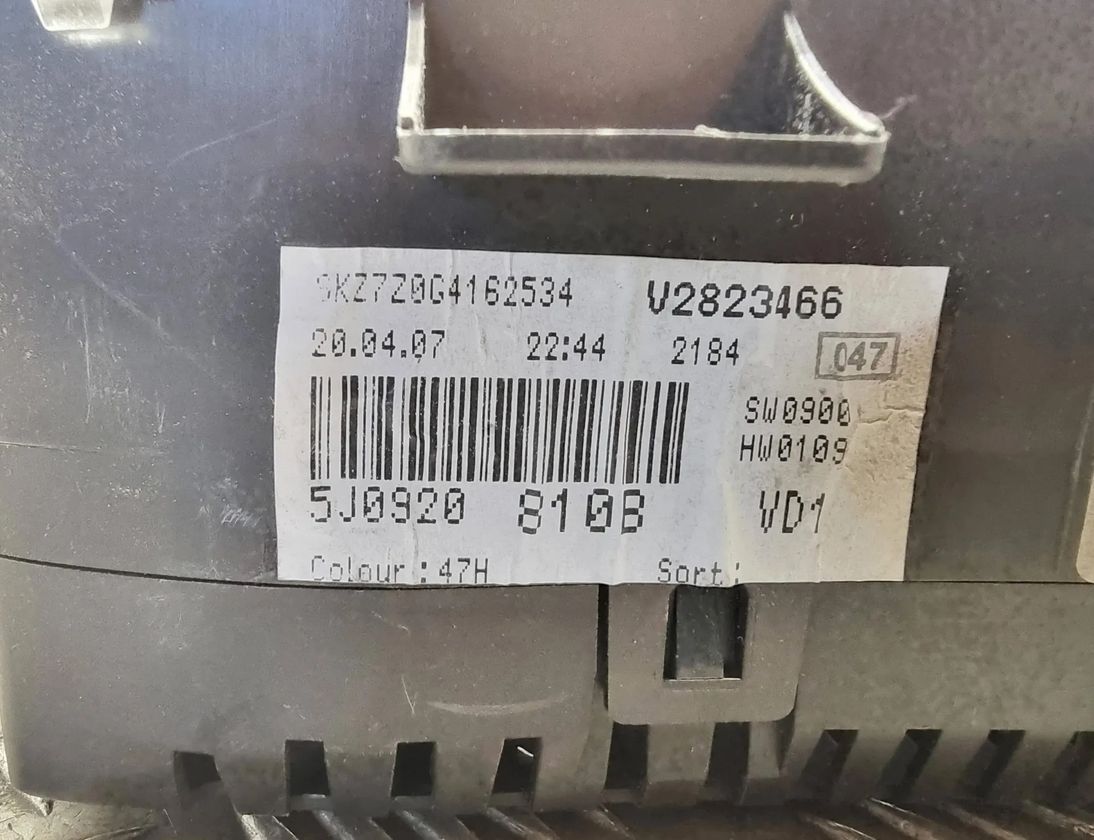 SKZ7Z0G4162534 V2823466
20.04.07 22:44 2184 047
SW0900
HW0109
5J0920 810B VD1
Colour : 47H Sort: